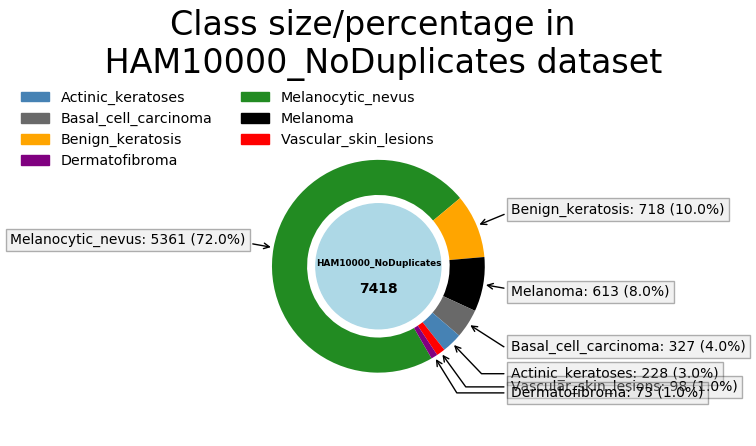 Class size/percentage in
HAM10000_NoDuplicates dataset
Actinic_keratoses
Basal_cell_carcinoma
Benign_keratosis
Dermatofibroma
Melanocytic_nevus
Melanoma
Vascular_skin_lesions
Benign_keratosis: 718 (10.0%)
Melanocytic_nevus: 5361 (72.0%)
HAM10000_NoDuplicates
7418
Melanoma: 613 (8.0%)
Basal_cell_carcinoma: 327 (4.0%)
Actinic_keratoses: 228 (3.0%)
Vascular_skin_lesions: 98 (1.0%)
Dermatofibroma: 73 (1.0%)